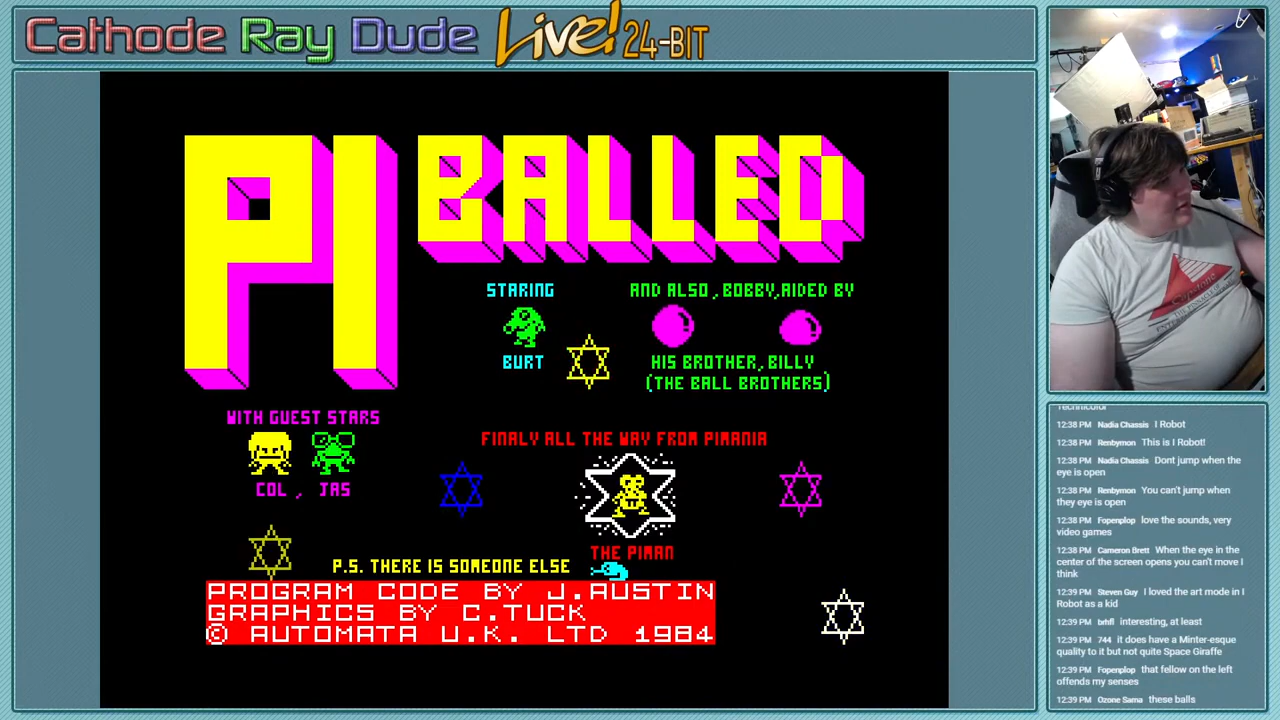 Cathode Ray Dude Live! 24-BIT
PI BALLED
STARING
BURT
AND ALSO , BOBBY,AIDED BY
HIS BROTHER,BILLY
(THE BALL BROTHERS)
WITH GUEST STARS
COL , JAS
FINALY ALL THE WAY FROM PIMANIA
THE PIMAN
P.S. THERE IS SOMEONE ELSE
PROGRAM CODE BY J.AUSTIN
GRAPHICS BY C.TUCK
© AUTOMATA U.K. LTD 1984
12:38 PM Nadia Chassis I Robot
12:38 PM Renbymon This is I Robot!
12:38 PM Nadia Chassis Dont jump when the
eye is open
12:38 PM Renbymon You can't jump when
they eye is open
12:38 PM Fopenplop love the sounds, very
video games
12:38 PM Cameron Brett When the eye in the
center of the screen opens you can't move I
think
12:39 PM Steven Guy I loved the art mode in I
Robot as a kid
12:39 PM brhfl interesting, at least
12:39 PM 744 it does have a Minter-esque
quality to it but not quite Space Giraffe
12:39 PM Fopenplop that fellow on the left
offends my senses
12:39 PM Ozone Sama these balls